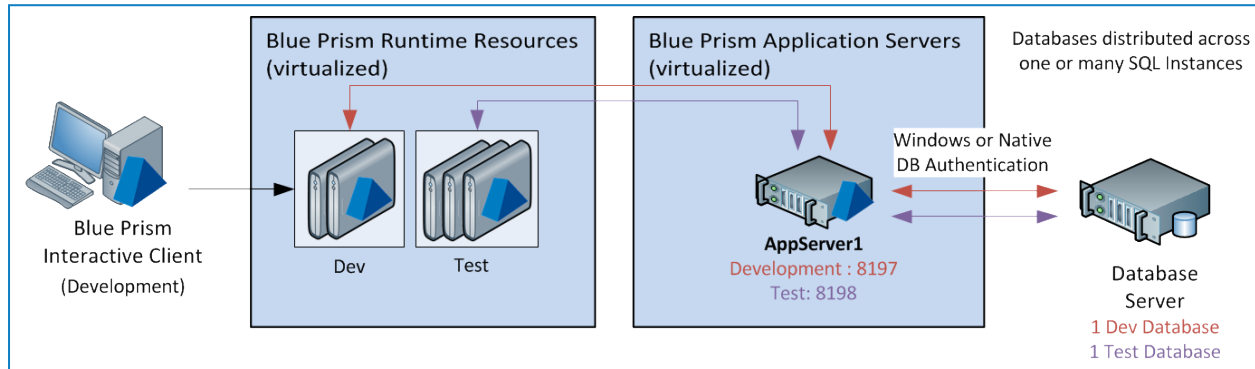 Blue Prism Runtime Resources
(virtualized)
Blue Prism Application Servers
(virtualized)
Databases distributed across
one or many SQL Instances
Windows or Native
DB Authentication
Blue Prism
Interactive Client
(Development)
Dev
Test
AppServer1
Development : 8197
Test: 8198
Database
Server
1 Dev Database
1 Test Database